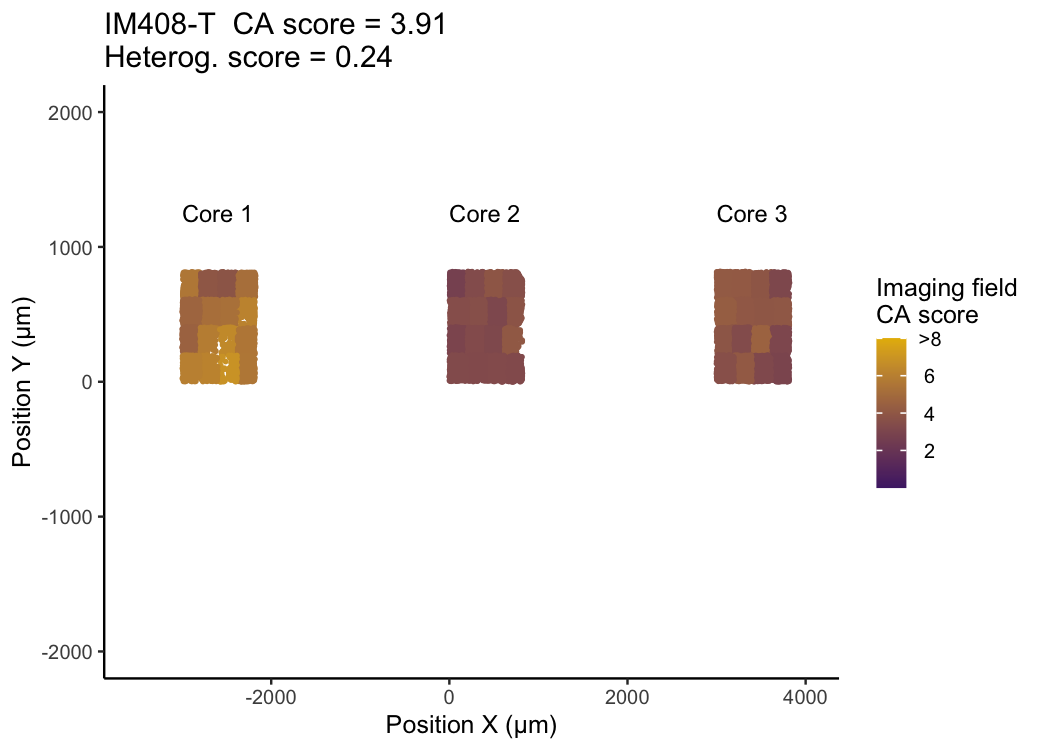 IM408-T  CA score = 3.91
Heterog. score = 0.24
Core 1
Core 2
Core 3
Position Y (µm)
2000
1000
0
-1000
-2000
-2000
0
2000
4000
Position X (µm)
Imaging field
CA score
>8
6
4
2